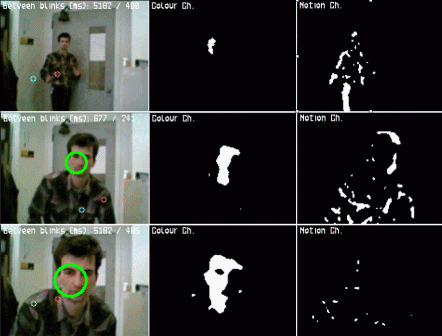 Between blinks (ms): 5182 / 400
Colour Ch.
Motion Ch.
Between blinks (ms): 677 / 241
Colour Ch.
Motion Ch.
Between blinks (ms): 5182 / 405
Colour Ch.
Motion Ch.